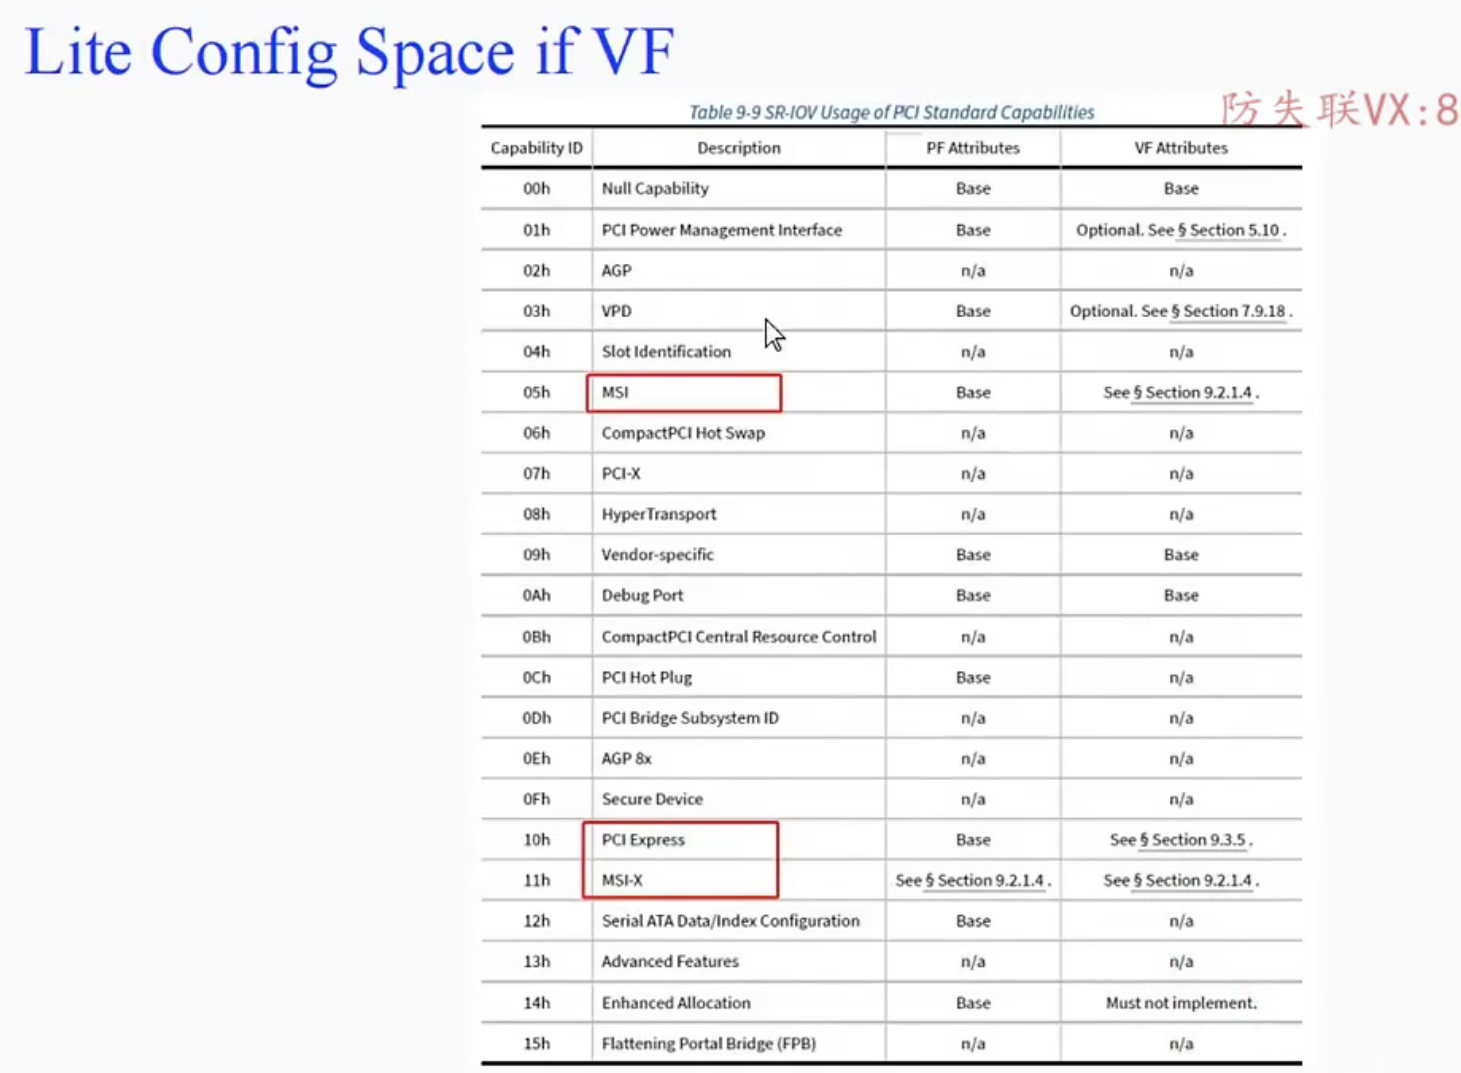 Lite Config Space if VF
防失联VX:8
Table 9-9 SR-IOV Usage of PCI Standard Capabilities
Capability ID Description PF Attributes VF Attributes
00h Null Capability Base Base
01h PCI Power Management Interface Base Optional. See § Section 5.10 .
02h AGP n/a n/a
03h VPD Base Optional. See § Section 7.9.18 .
04h Slot Identification n/a n/a
05h MSI Base See § Section 9.2.1.4 .
06h CompactPCI Hot Swap n/a n/a
07h PCI-X n/a n/a
08h HyperTransport n/a n/a
09h Vendor-specific Base Base
0Ah Debug Port Base Base
0Bh CompactPCI Central Resource Control n/a n/a
0Ch PCI Hot Plug Base n/a
0Dh PCI Bridge Subsystem ID n/a n/a
0Eh AGP 8x n/a n/a
0Fh Secure Device n/a n/a
10h PCI Express Base See § Section 9.3.5 .
11h MSI-X See § Section 9.2.1.4 . See § Section 9.2.1.4 .
12h Serial ATA Data/Index Configuration Base n/a
13h Advanced Features n/a n/a
14h Enhanced Allocation Base Must not implement.
15h Flattening Portal Bridge (FPB) n/a n/a